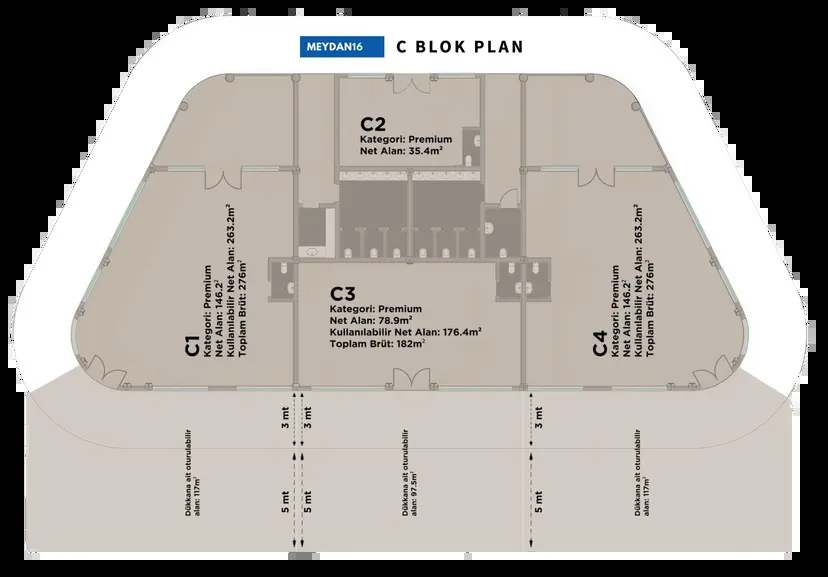 MEYDAN16
C BLOK PLAN
C2
Kategori: Premium
Net Alan: 35.4m²
C1
Kategori: Premium
Net Alan: 146.2²
Kullanılabilir Net Alan: 263.2m²
Toplam Brüt: 276m²
C3
Kategori: Premium
Net Alan: 78.9m²
Kullanılabilir Net Alan: 176.4m²
Toplam Brüt: 182m²
C4
Kategori: Premium
Net Alan: 146.2²
Kullanılabilir Net Alan: 263.2m²
Toplam Brüt: 276m²
3 mt
3 mt
3 mt
Dükkana ait oturulabilir
alan: 117m²
5 mt
5 mt
Dükkana ait oturulabilir
alan: 97.5m²
5 mt
Dükkana ait oturulabilir
alan: 117m²